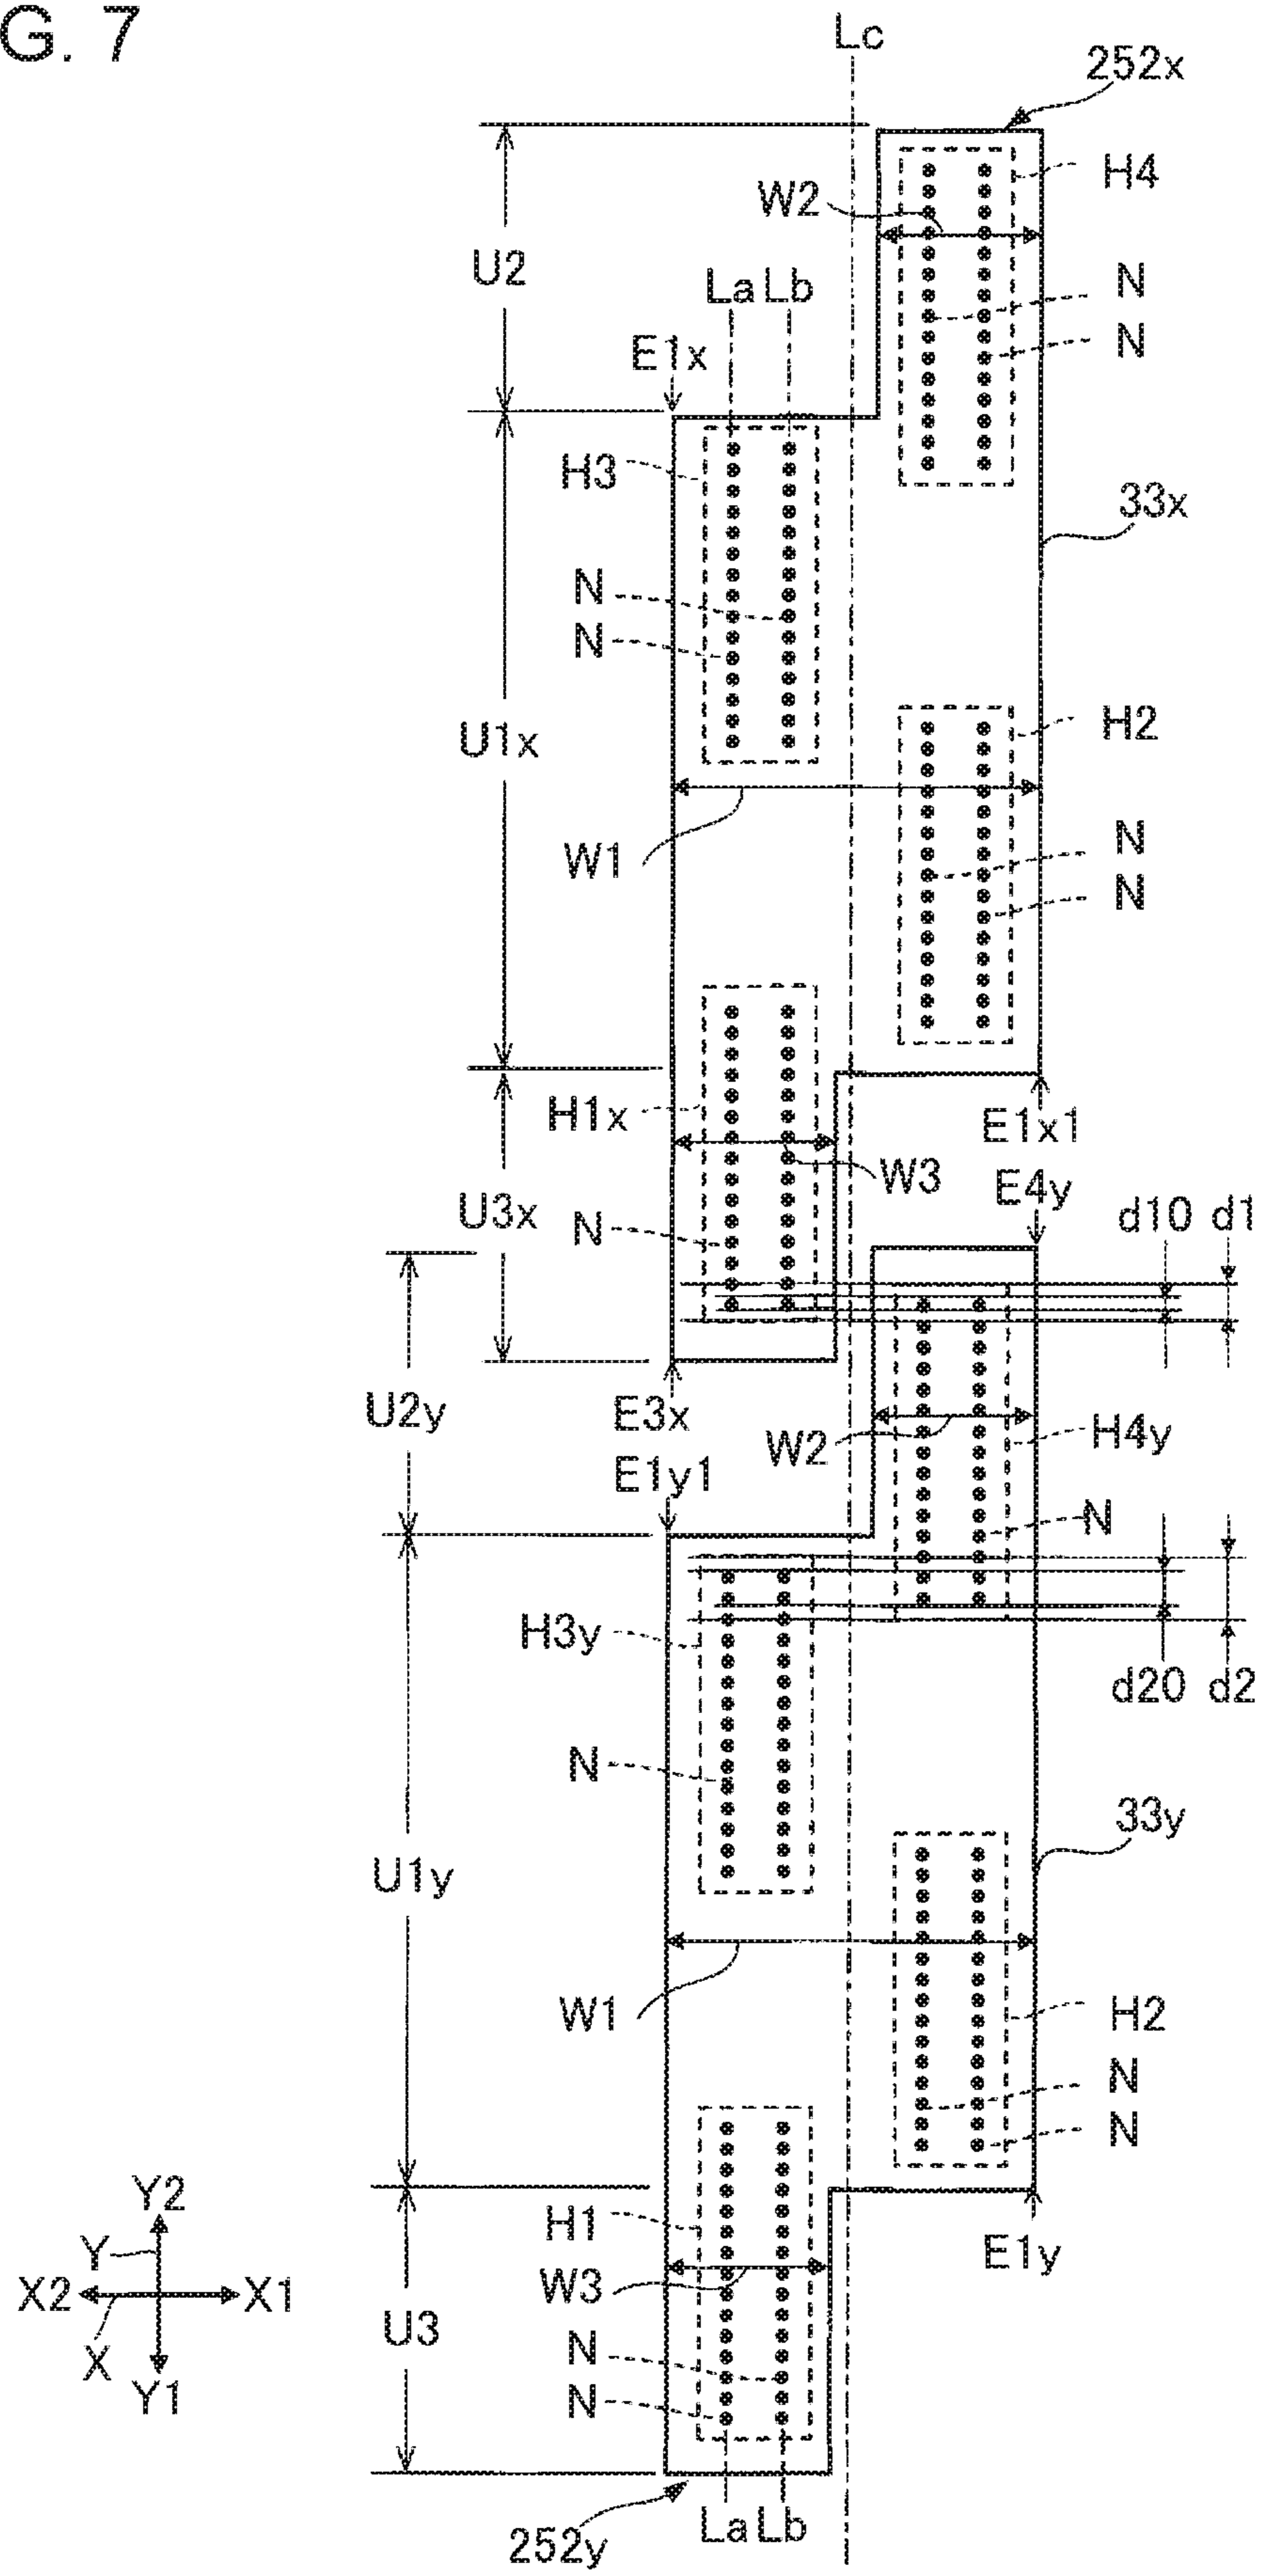 G. 7
Lc
252x
H4
W2
U2
La Lb
N
N
E1x
H3
33x
N
N
H2
U1x
W1
N
N
H1x
E1x1
W3
E4y
U3x
N
d10 d1
U2y
E3x
W2
H4y
E1y1
N
H3y
d20 d2
N
33y
U1y
W1
H2
N
N
Y2
H1
E1y
Y
X2
X1
W3
U3
X
N
Y1
N
La Lb
252y